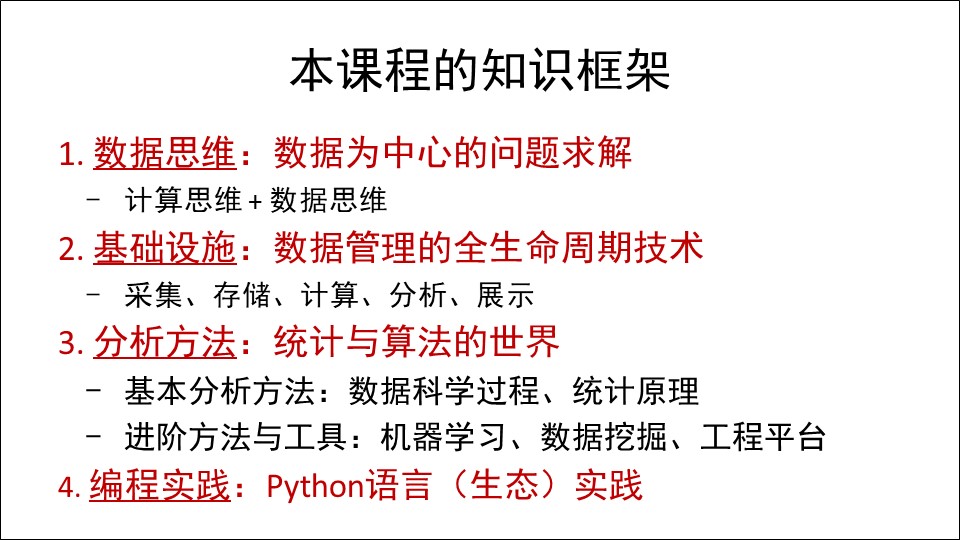 本课程的知识框架
1. 数据思维：数据为中心的问题求解
– 计算思维 + 数据思维
2. 基础设施：数据管理的全生命周期技术
– 采集、存储、计算、分析、展示
3. 分析方法：统计与算法的世界
– 基本分析方法：数据科学过程、统计原理
– 进阶方法与工具：机器学习、数据挖掘、工程平台
4. 编程实践：Python语言（生态）实践